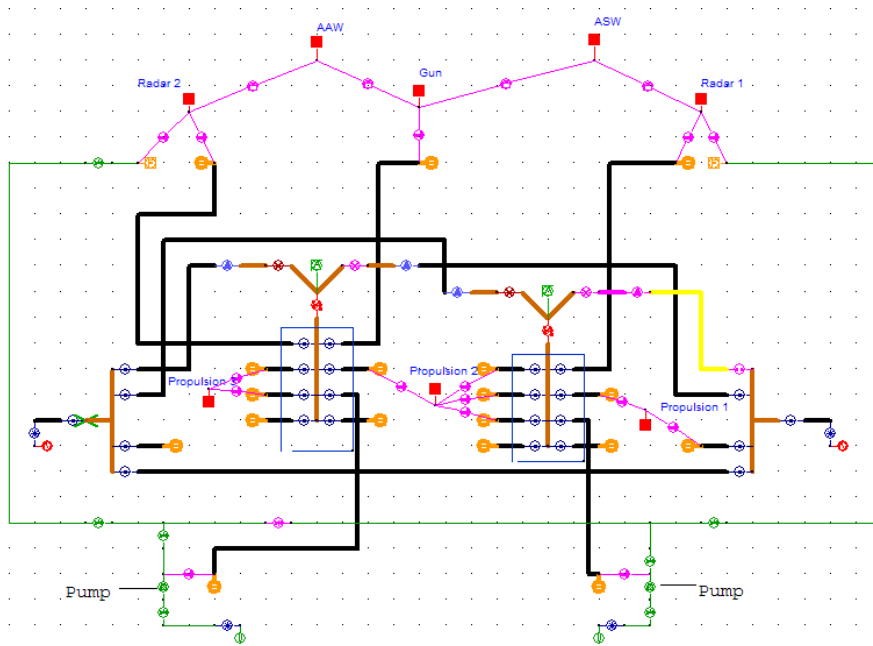 AAW
ASW
Gun
Radar 2
Radar 1
Propulsion 3
Propulsion 2
Propulsion 1
Pump
Pump